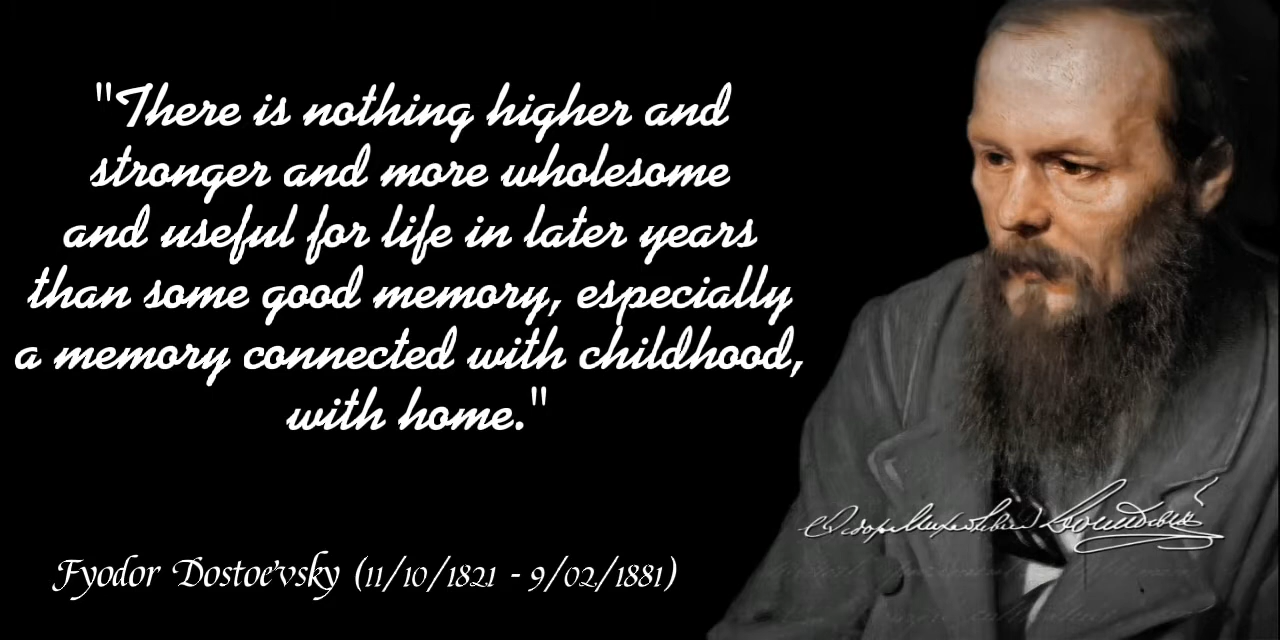 "There is nothing higher and
stronger and more wholesome
and useful for life in later years
than some good memory, especially
a memory connected with childhood,
with home."
Fyodor Dostoevsky (11/10/1821 - 9/02/1881)